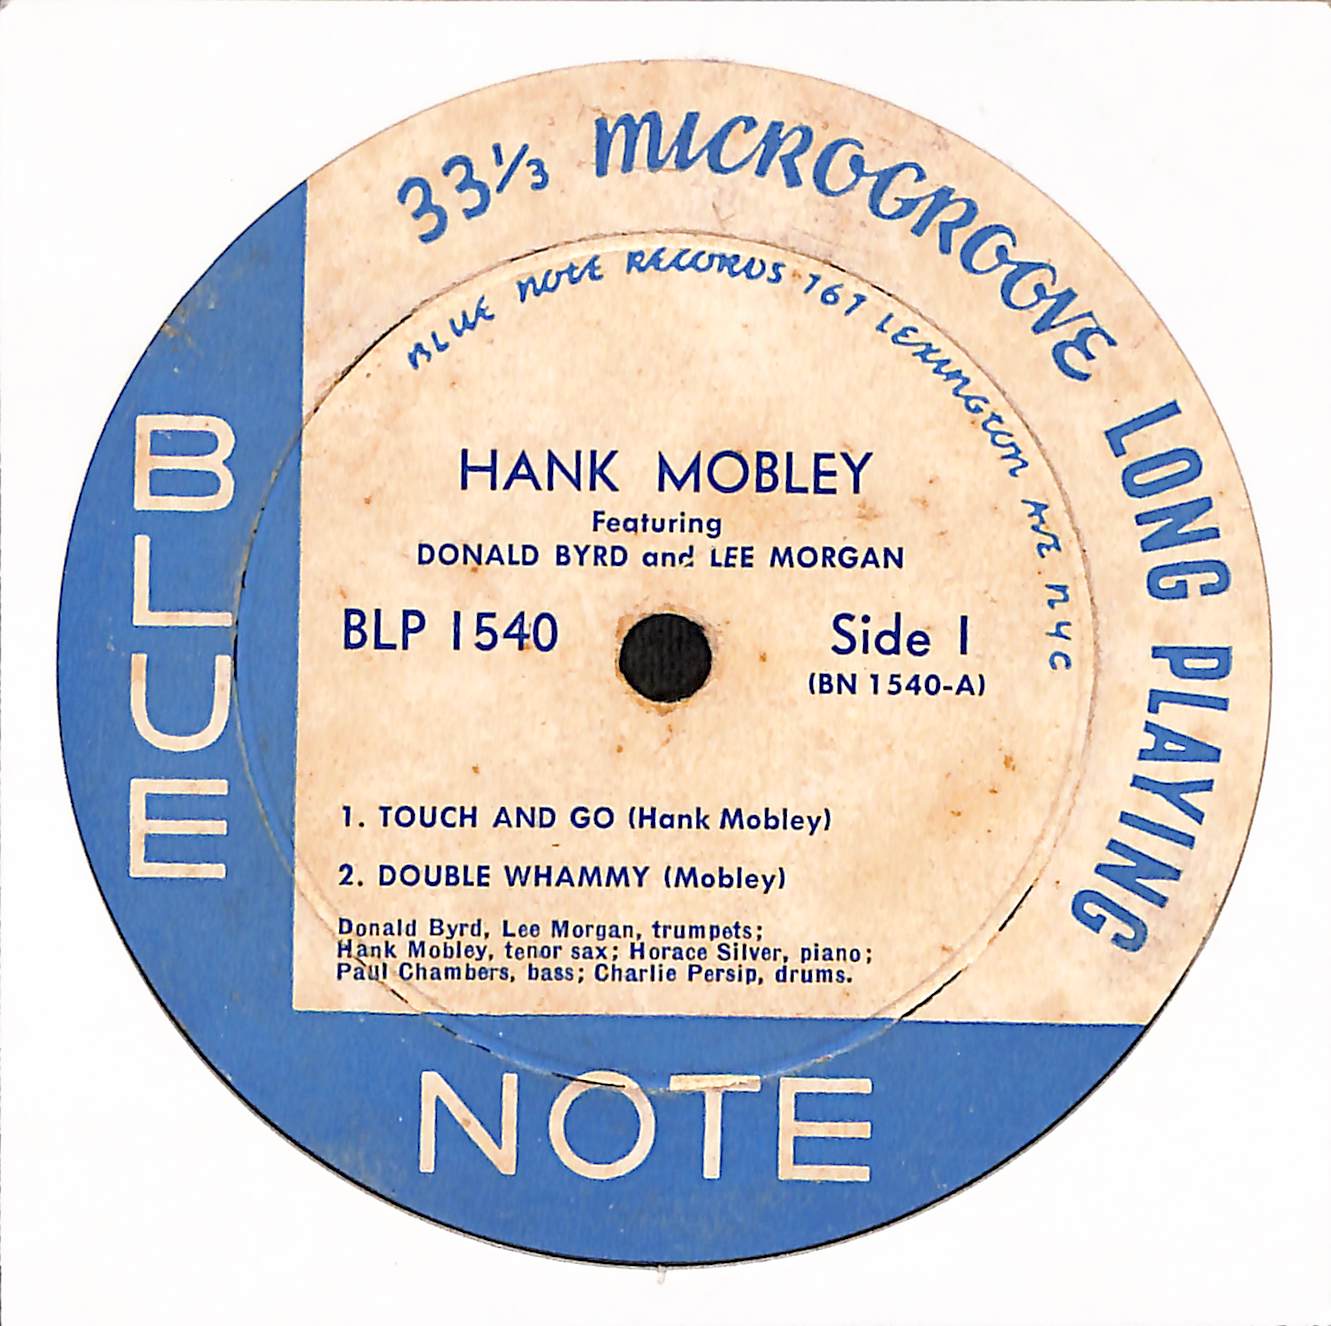 33⅓ MICROGROOVE LONG PLAYING
BLUE NOTE RECORDS 767 LEXINGTON AVE NYC
HANK MOBLEY
Featuring
DONALD BYRD and LEE MORGAN
BLP 1540
Side 1
(BN 1540-A)
1. TOUCH AND GO (Hank Mobley)
2. DOUBLE WHAMMY (Mobley)
Donald Byrd, Lee Morgan, trumpets;
Hank Mobley, tenor sax; Horace Silver, piano;
Paul Chambers, bass; Charlie Persip, drums.
BLUE
NOTE